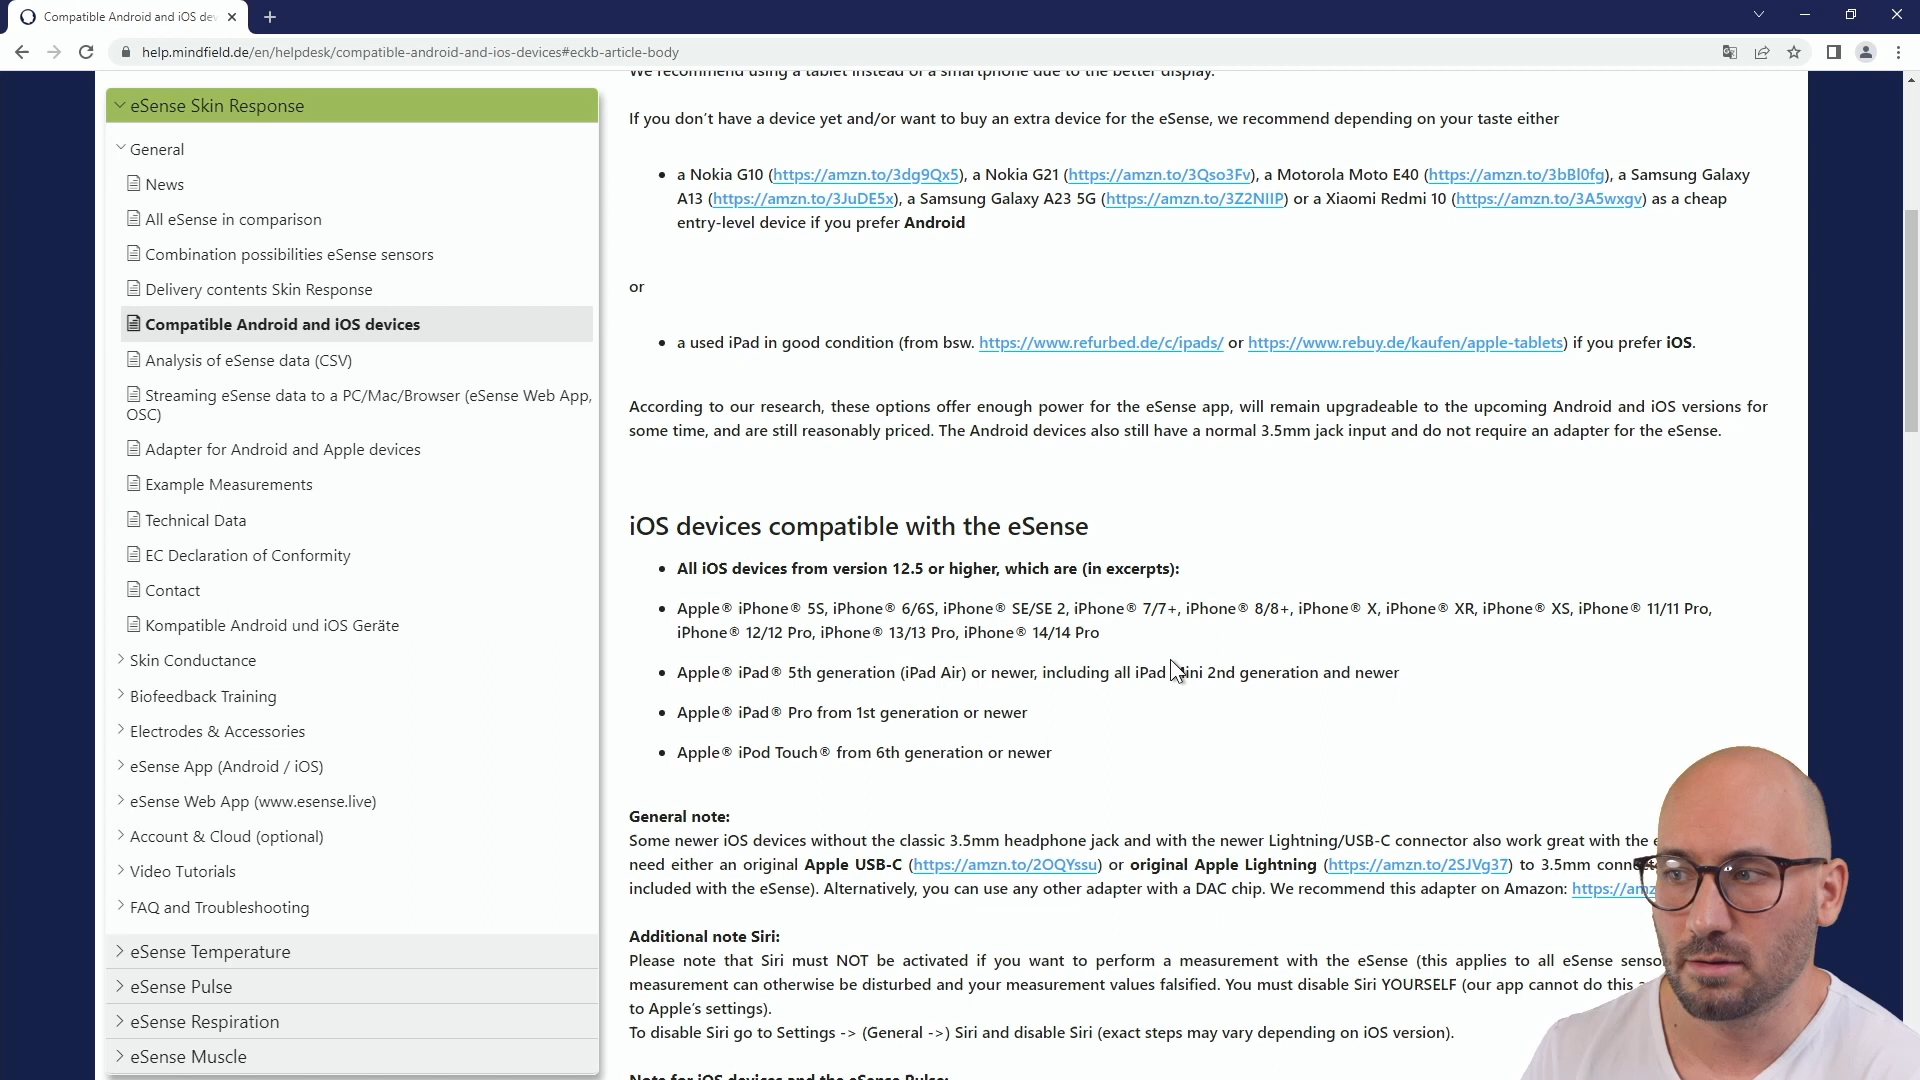 Compatible Android and iOS de
help.mindfield.de/en/helpdesk/compatible-android-and-ios-devices#eckb-article-body
eSense Skin Response
General
News
All eSense in comparison
Combination possibilities eSense sensors
Delivery contents Skin Response
Compatible Android and iOS devices
Analysis of eSense data (CSV)
Streaming eSense data to a PC/Mac/Browser (eSense Web App,
OSC)
Adapter for Android and Apple devices
Example Measurements
Technical Data
EC Declaration of Conformity
Contact
Kompatible Android und iOS Geräte
Skin Conductance
Biofeedback Training
Electrodes & Accessories
eSense App (Android / iOS)
eSense Web App (www.esense.live)
Account & Cloud (optional)
Video Tutorials
FAQ and Troubleshooting
eSense Temperature
eSense Pulse
eSense Respiration
eSense Muscle
We recommend using a tablet instead of a smartphone due to the better display.
If you don't have a device yet and/or want to buy an extra device for the eSense, we recommend depending on your taste either
• a Nokia G10 (https://amzn.to/3dg9Qx5), a Nokia G21 (https://amzn.to/3Qso3Fv), a Motorola Moto E40 (https://amzn.to/3bBl0fg), a Samsung Galaxy
A13 (https://amzn.to/3JuDE5x), a Samsung Galaxy A23 5G (https://amzn.to/3Z2NIIP) or a Xiaomi Redmi 10 (https://amzn.to/3A5wxgv) as a cheap
entry-level device if you prefer Android
or
• a used iPad in good condition (from bsw. https://www.refurbed.de/c/ipads/ or https://www.rebuy.de/kaufen/apple-tablets) if you prefer iOS.
According to our research, these options offer enough power for the eSense app, will remain upgradeable to the upcoming Android and iOS versions for
some time, and are still reasonably priced. The Android devices also still have a normal 3.5mm jack input and do not require an adapter for the eSense.
iOS devices compatible with the eSense
• All iOS devices from version 12.5 or higher, which are (in excerpts):
• Apple® iPhone® 5S, iPhone® 6/6S, iPhone® SE/SE 2, iPhone® 7/7+, iPhone® 8/8+, iPhone® X, iPhone® XR, iPhone® XS, iPhone® 11/11 Pro,
iPhone® 12/12 Pro, iPhone® 13/13 Pro, iPhone® 14/14 Pro
• Apple® iPad® 5th generation (iPad Air) or newer, including all iPad Mini 2nd generation and newer
• Apple® iPad® Pro from 1st generation or newer
• Apple® iPod Touch® from 6th generation or newer
General note:
Some newer iOS devices without the classic 3.5mm headphone jack and with the newer Lightning/USB-C connector also work great with the
need either an original Apple USB-C (https://amzn.to/2OQYssu) or original Apple Lightning (https://amzn.to/2SJVg37) to 3.5mm
included with the eSense). Alternatively, you can use any other adapter with a DAC chip. We recommend this adapter on Amazon:
Additional note Siri:
Please note that Siri must NOT be activated if you want to perform a measurement with the eSense (this applies to all eSense
measurement can otherwise be disturbed and your measurement values falsified. You must disable Siri YOURSELF (our app cannot do this
to Apple's settings).
To disable Siri go to Settings -> (General ->) Siri and disable Siri (exact steps may vary depending on iOS version).
Note for iOS devices and the eSense Pulse: